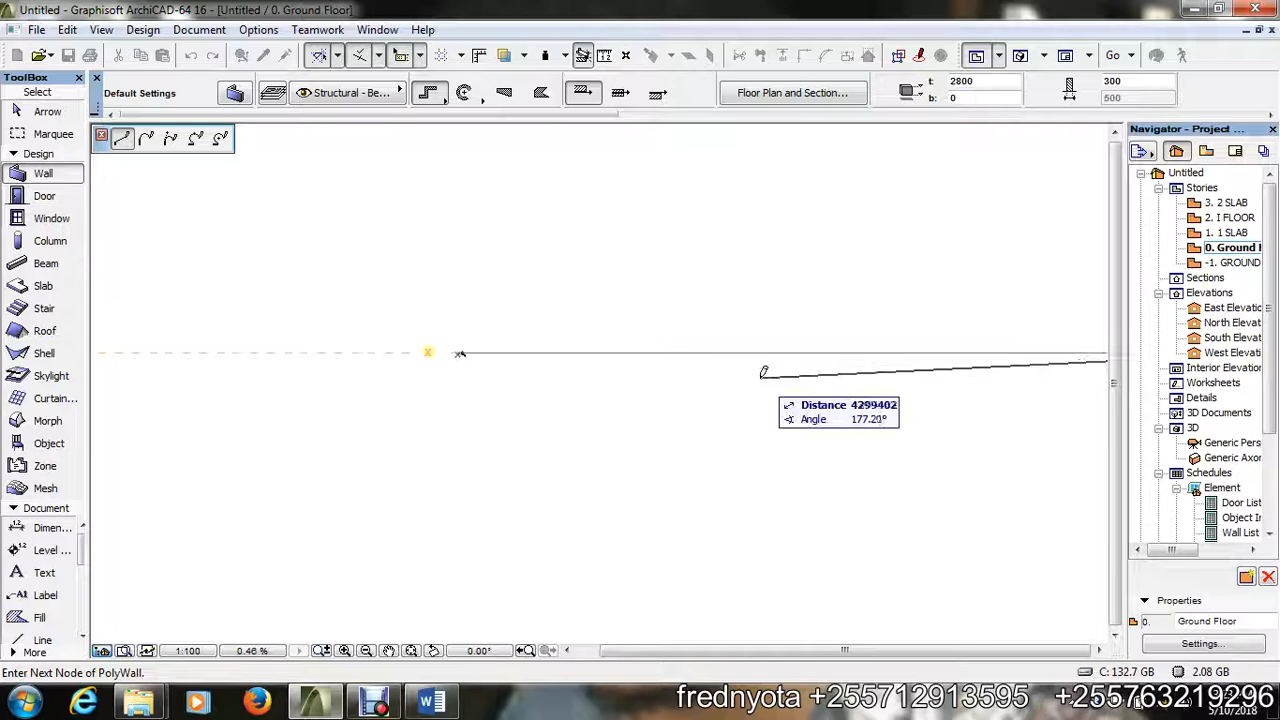 Untitled - Graphisoft ArchiCAD-64 16 - [Untitled / 0. Ground Floor]
File Edit View Design Document Options Teamwork Window Help
Go
ToolBox
Select
Arrow
Marquee
Design
Wall
Door
Window
Column
Beam
Slab
Stair
Roof
Shell
Skylight
Curtain...
Morph
Object
Zone
Mesh
Document
Dimen...
Level ...
Text
Label
Fill
Line
More
Default Settings
Structural - Be...
Floor Plan and Section...
t: 2800
b: 0
300
500
Distance 4299402
Angle 177.20°
Navigator - Project ...
Untitled
Stories
3. 2 SLAB
2. I FLOOR
1. 1 SLAB
0. Ground
-1. GROUND
Sections
Elevations
East Elevatio
North Elevat
South Elevat
West Elevatio
Interior Elevation
Worksheets
Details
3D Documents
3D
Generic Pers
Generic Axon
Schedules
Element
Door List
Object In
Wall List
Properties
0. Ground Floor
Settings...
1:100
0.46 %
0.00°
Enter Next Node of PolyWall.
C: 132.7 GB
2.08 GB
frednyota +255712913595 +255763219296
5/10/2018